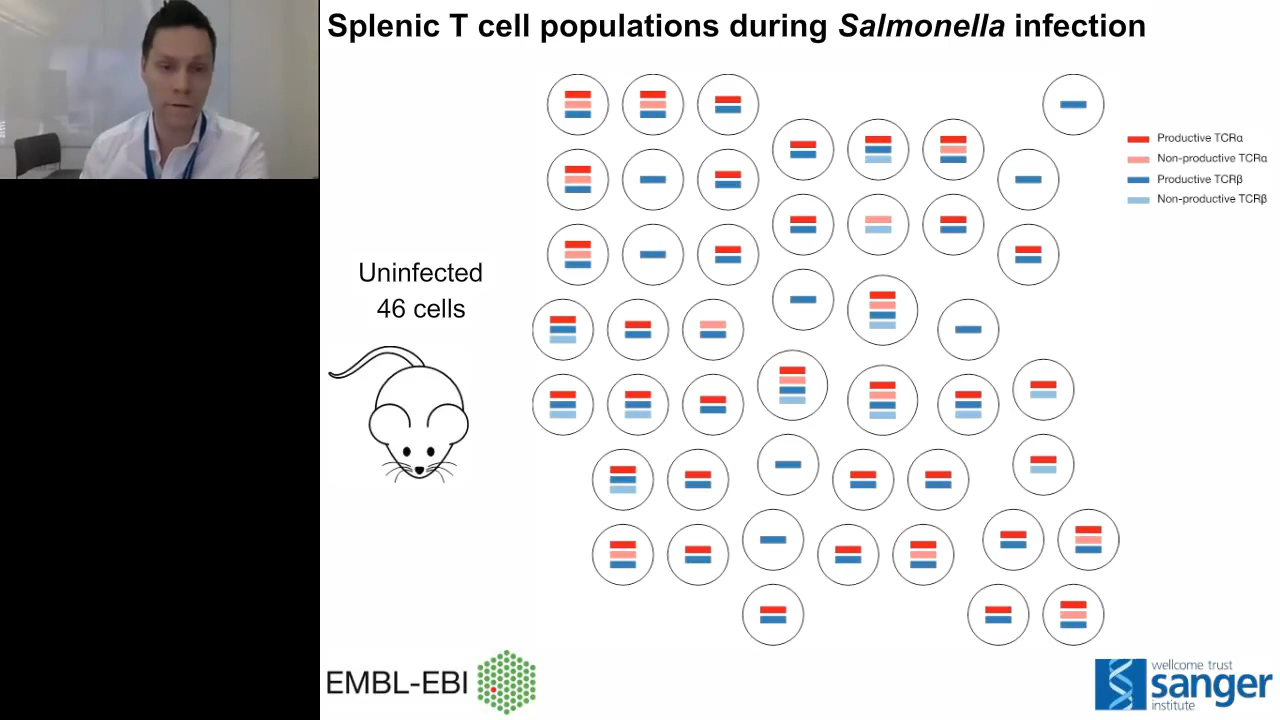 Splenic T cell populations during Salmonella infection
Productive TCRα
Non-productive TCRα
Productive TCRβ
Non-productive TCRβ
Uninfected
46 cells
EMBL-EBI
wellcome trust
sanger
institute